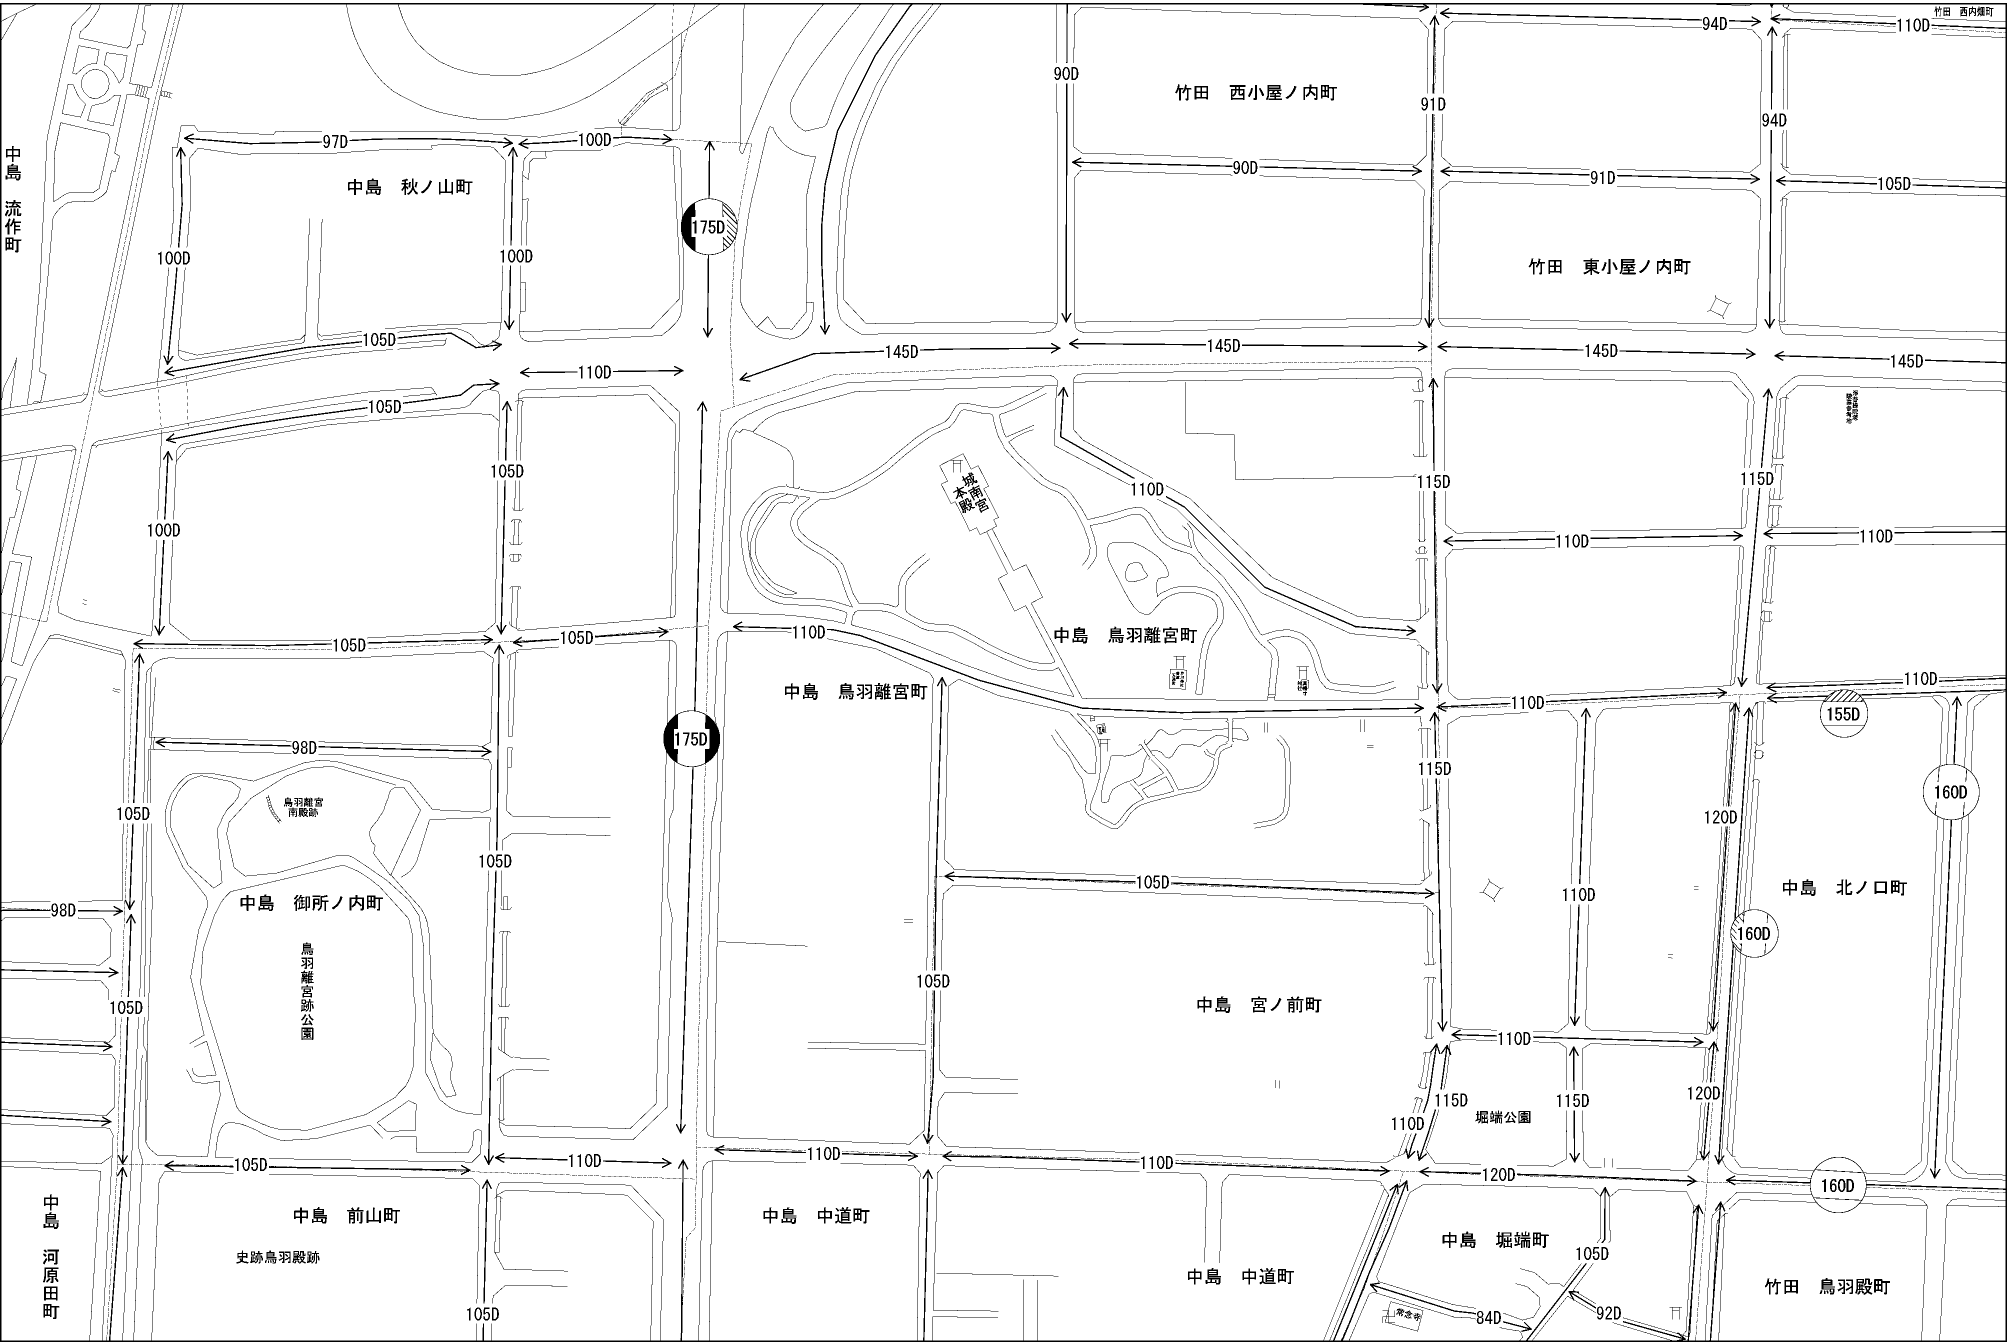 竹田　西内畑町
94D
110D
90D
竹田　西小屋ノ内町
91D
94D
97D
100D
中島　流作町
中島　秋ノ山町
90D
91D
105D
175D
100D
100D
竹田　東小屋ノ内町
105D
110D
145D
145D
145D
145D
105D
城南宮
本殿
105D
110D
115D
115D
100D
110D
110D
105D
105D
110D
中島　鳥羽離宮町
中島　鳥羽離宮町
110D
110D
155D
175D
98D
115D
160D
鳥羽離宮
南殿跡
105D
120D
105D
105D
110D
中島　北ノ口町
中島　御所ノ内町
98D
160D
鳥羽離宮跡公園
105D
105D
中島　宮ノ前町
110D
120D
115D
115D
110D
堀端公園
105D
110D
110D
110D
120D
160D
中島　河原田町
中島　前山町
中島　中道町
史跡鳥羽殿跡
中島　堀端町
105D
中島　中道町
竹田　鳥羽殿町
105D
常念寺
84D
92D